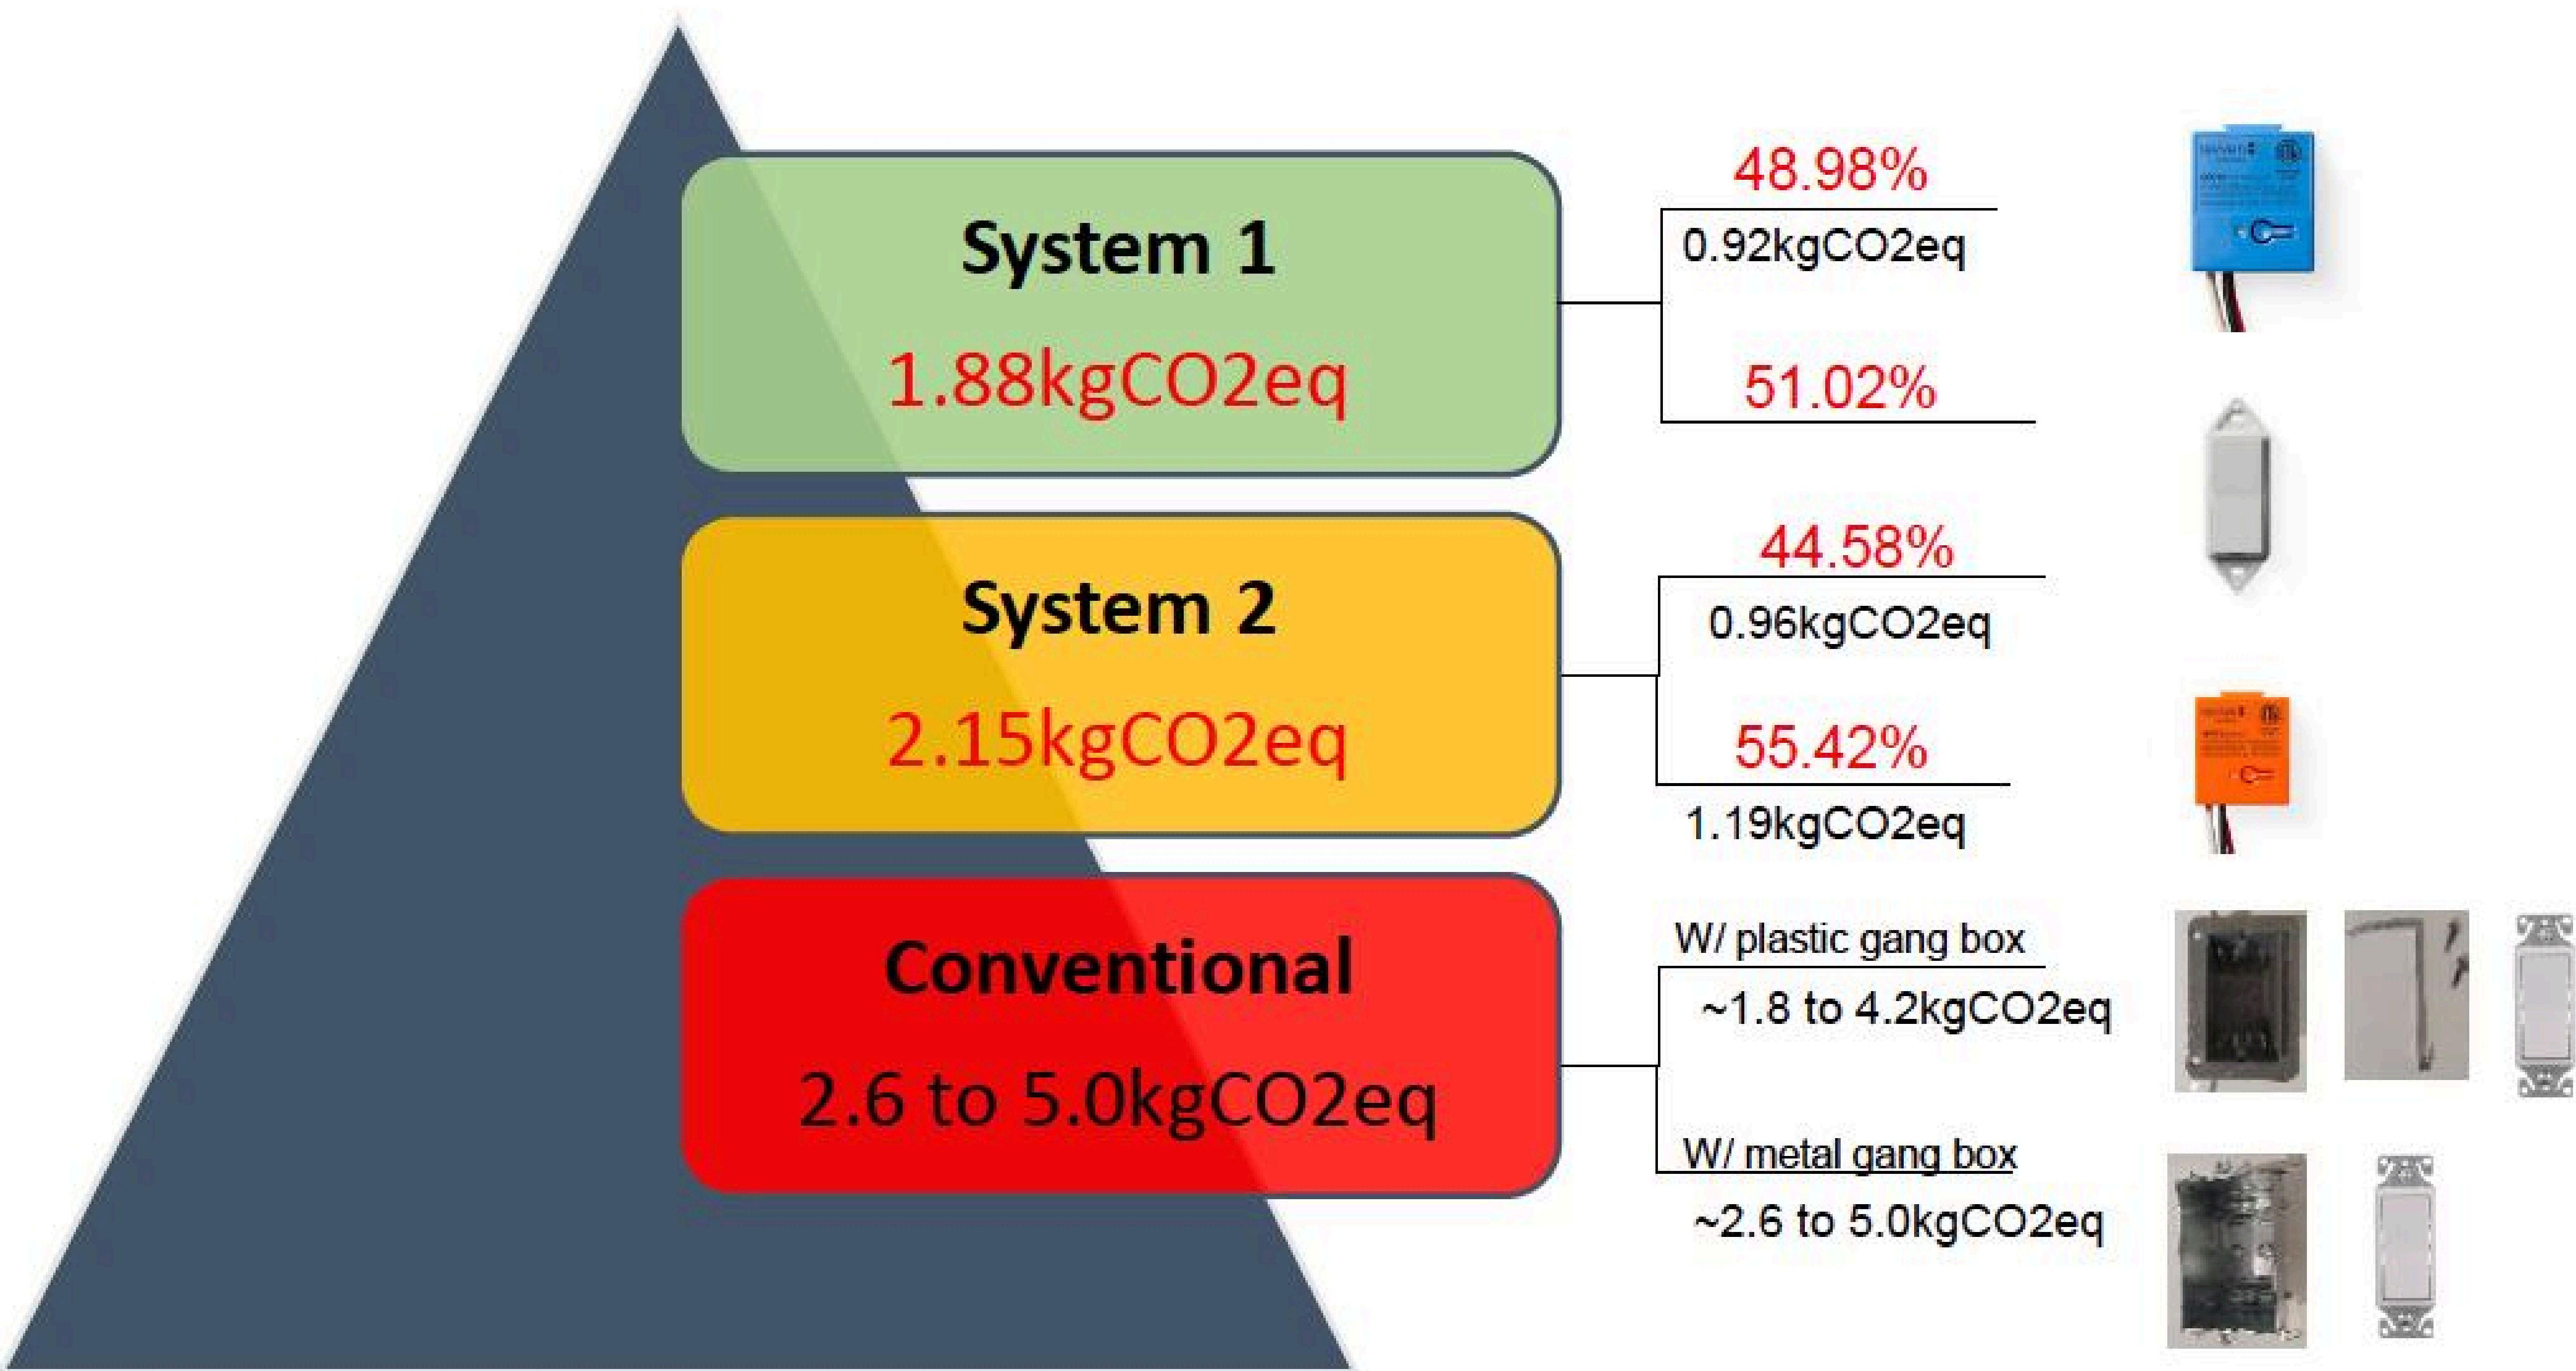 System 1
1.88kgCO2eq
48.98%
0.92kgCO2eq
51.02%
System 2
2.15kgCO2eq
44.58%
0.96kgCO2eq
55.42%
1.19kgCO2eq
Conventional
2.6 to 5.0kgCO2eq
W/ plastic gang box
~1.8 to 4.2kgCO2eq
W/ metal gang box
~2.6 to 5.0kgCO2eq